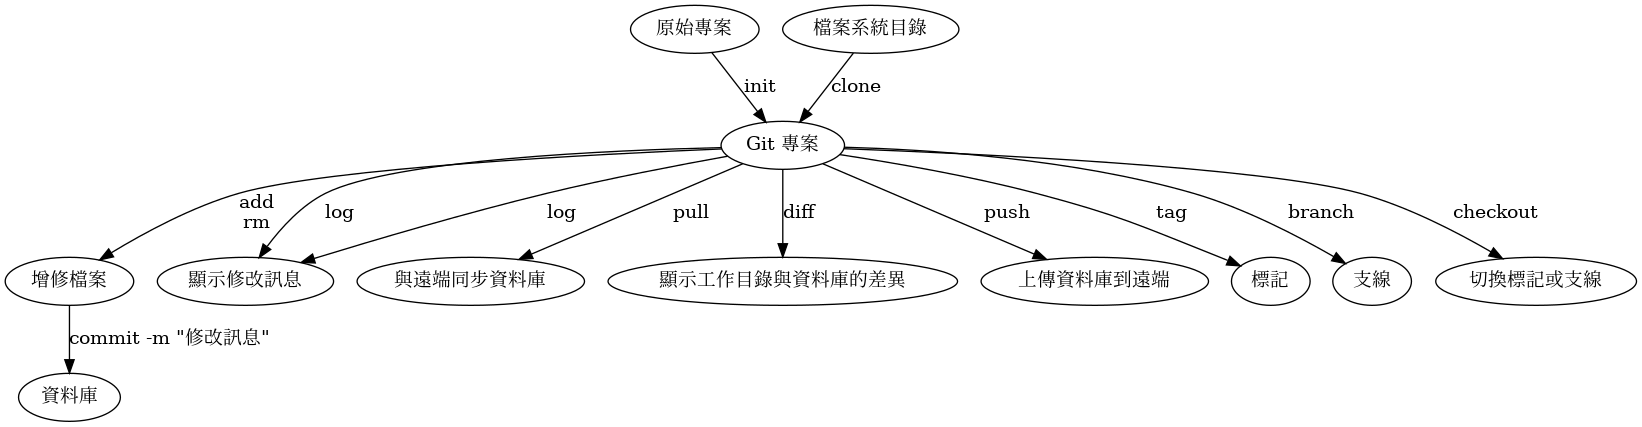 原始專案
檔案系統目錄
init
clone
Git 專案
add
rm
log
log
pull
diff
push
tag
branch
checkout
增修檔案
顯示修改訊息
與遠端同步資料庫
顯示工作目錄與資料庫的差異
上傳資料庫到遠端
標記
支線
切換標記或支線
commit -m "修改訊息"
資料庫